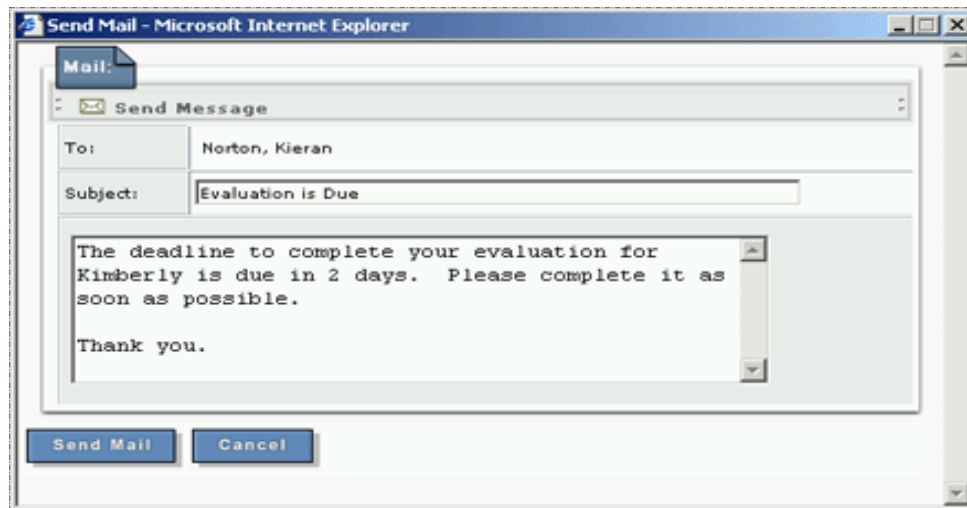 Send Mail - Microsoft Internet Explorer
Mail:
Send Message
To: Norton, Kieran
Subject: Evaluation is Due
The deadline to complete your evaluation for
Kimberly is due in 2 days.  Please complete it as
soon as possible.
Thank you.
Send Mail Cancel